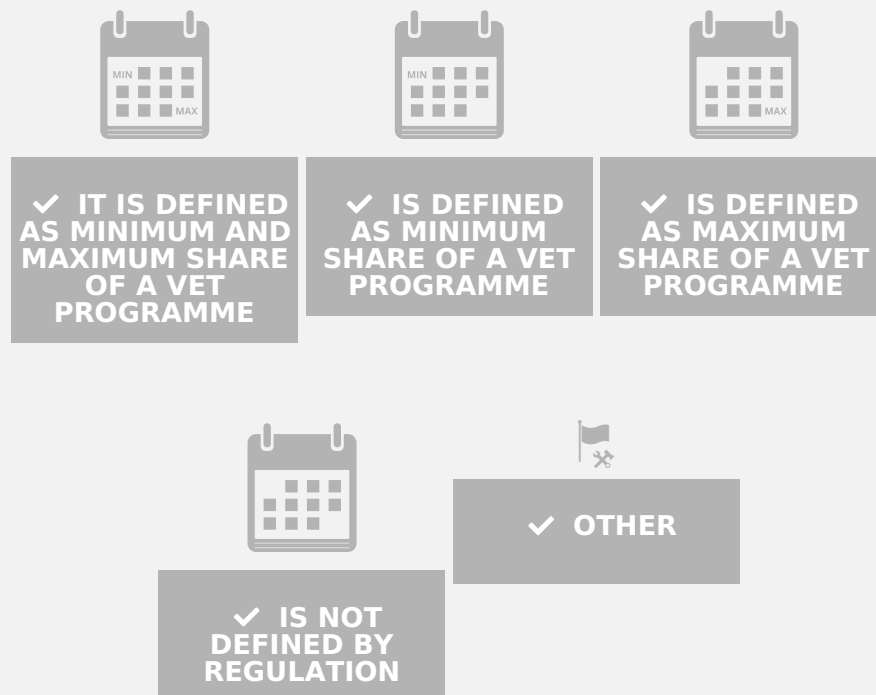 MIN
MAX
MIN
MAX
IT IS DEFINED
AS MINIMUM AND
MAXIMUM SHARE
OF A VET
PROGRAMME
IS DEFINED
AS MINIMUM
SHARE OF A VET
PROGRAMME
IS DEFINED
AS MAXIMUM
SHARE OF A VET
PROGRAMME
OTHER
IS NOT
DEFINED BY
REGULATION